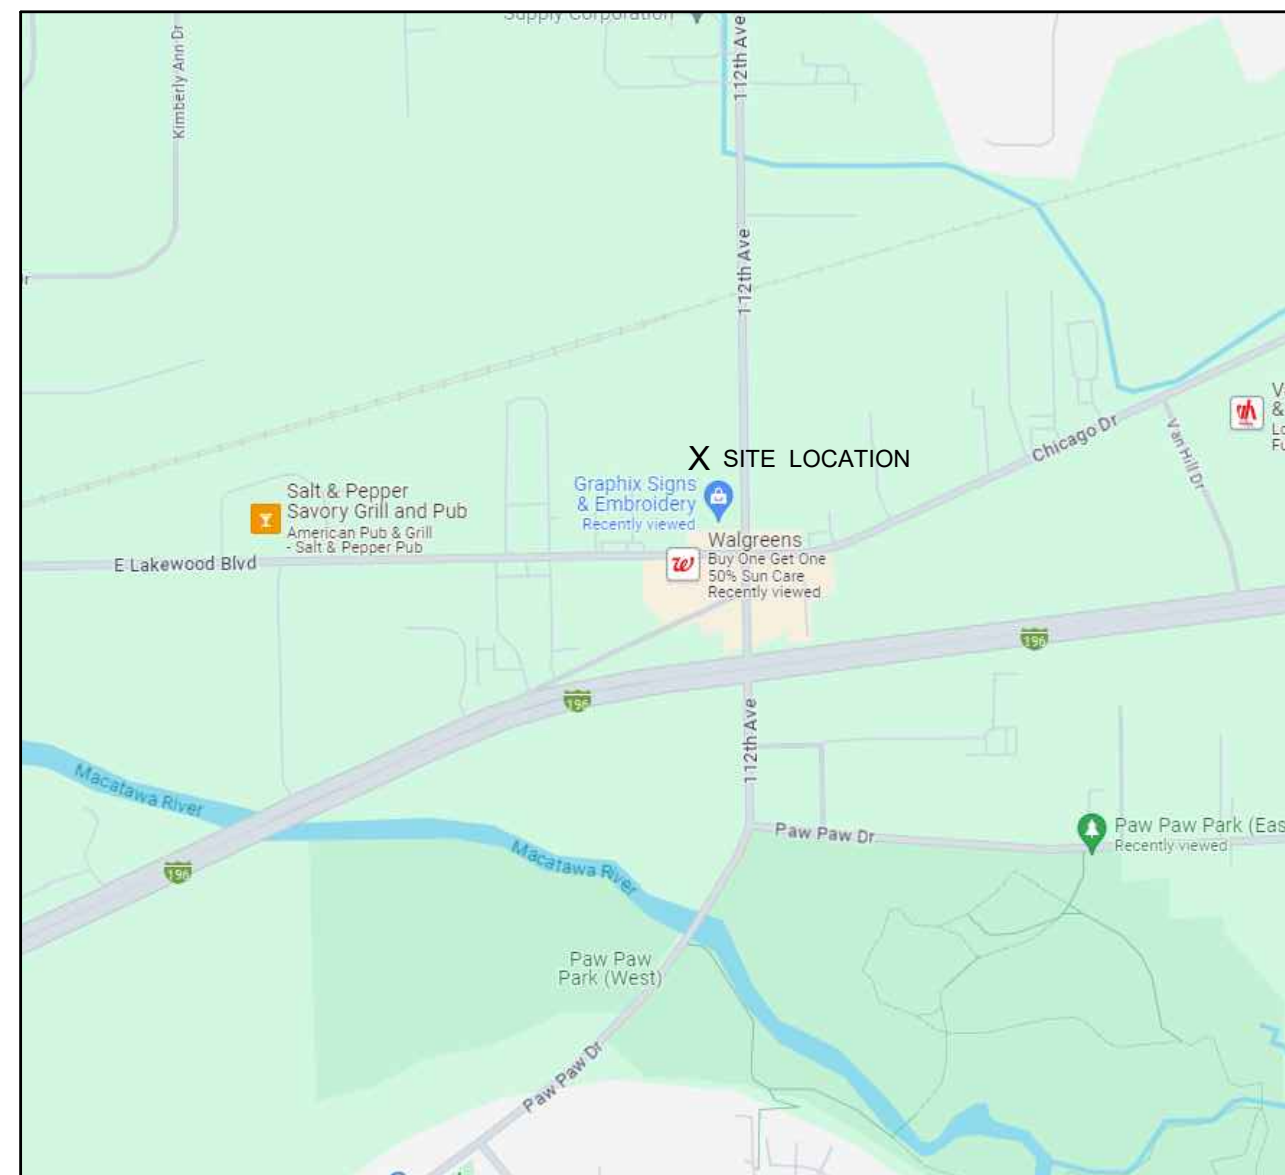 Supply Corporation
Kimberly Ann Dr
112th Ave
112th Ave
X SITE LOCATION
Graphix Signs
& Embroidery
Recently viewed
Chicago Dr
Van Hill Dr
Salt & Pepper
Savory Grill and Pub
American Pub & Grill
- Salt & Pepper Pub
Walgreens
Buy One Get One
50% Sun Care
Recently viewed
E Lakewood Blvd
196
196
112th Ave
Macatawa River
Paw Paw Dr
Paw Paw Park (Eas
Recently viewed
Macatawa River
196
Paw Paw
Park (West)
Paw Paw Dr